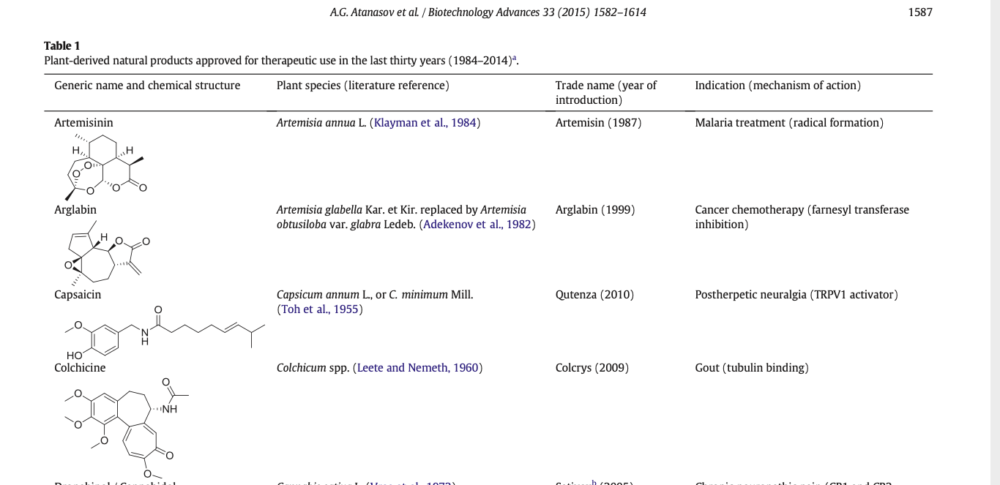 A.G. Atanasov et al. / Biotechnology Advances 33 (2015) 1582–1614
1587
Table 1
Plant-derived natural products approved for therapeutic use in the last thirty years (1984–2014)a.
Generic name and chemical structure
Plant species (literature reference)
Trade name (year of
introduction)
Indication (mechanism of action)
Artemisinin
Artemisia annua L. (Klayman et al., 1984)
Artemisin (1987)
Malaria treatment (radical formation)
H
H
O
O
O
O
O
Arglabin
Artemisia glabella Kar. et Kir. replaced by Artemisia
obtusiloba var. glabra Ledeb. (Adekenov et al., 1982)
Arglabin (1999)
Cancer chemotherapy (farnesyl transferase
inhibition)
H
O
O
O
Capsaicin
Capsicum annum L., or C. minimum Mill.
(Toh et al., 1955)
Qutenza (2010)
Postherpetic neuralgia (TRPV1 activator)
O
O
N
H
HO
Colchicine
Colchicum spp. (Leete and Nemeth, 1960)
Colcrys (2009)
Gout (tubulin binding)
O
O
NH
O
O
O
O